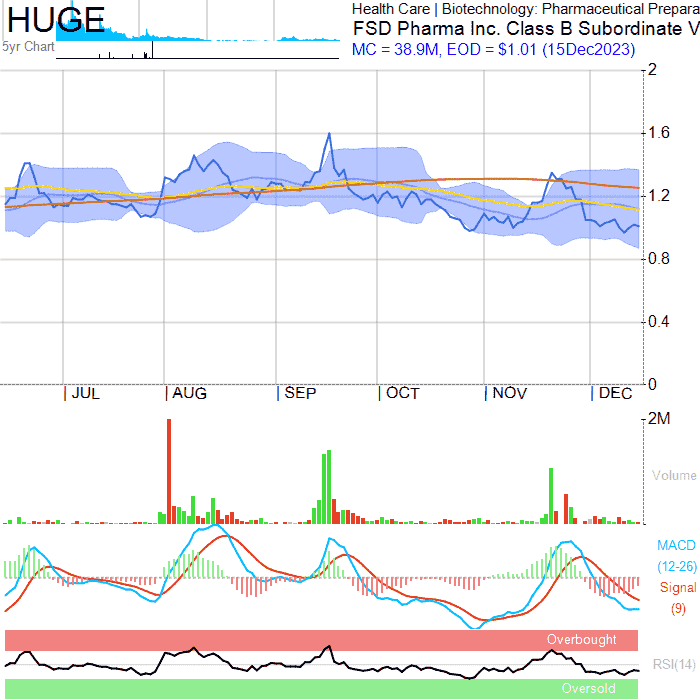 HUGE
5yr Chart
Health Care | Biotechnology: Pharmaceutical Prepara
FSD Pharma Inc. Class B Subordinate V
MC = 38.9M, EOD = $1.01 (15Dec2023)
2
1.6
1.2
0.8
0.4
0
JUL AUG SEP OCT NOV DEC
2M
Volume
MACD
(12-26)
Signal
(9)
Overbought
RSI(14)
Oversold